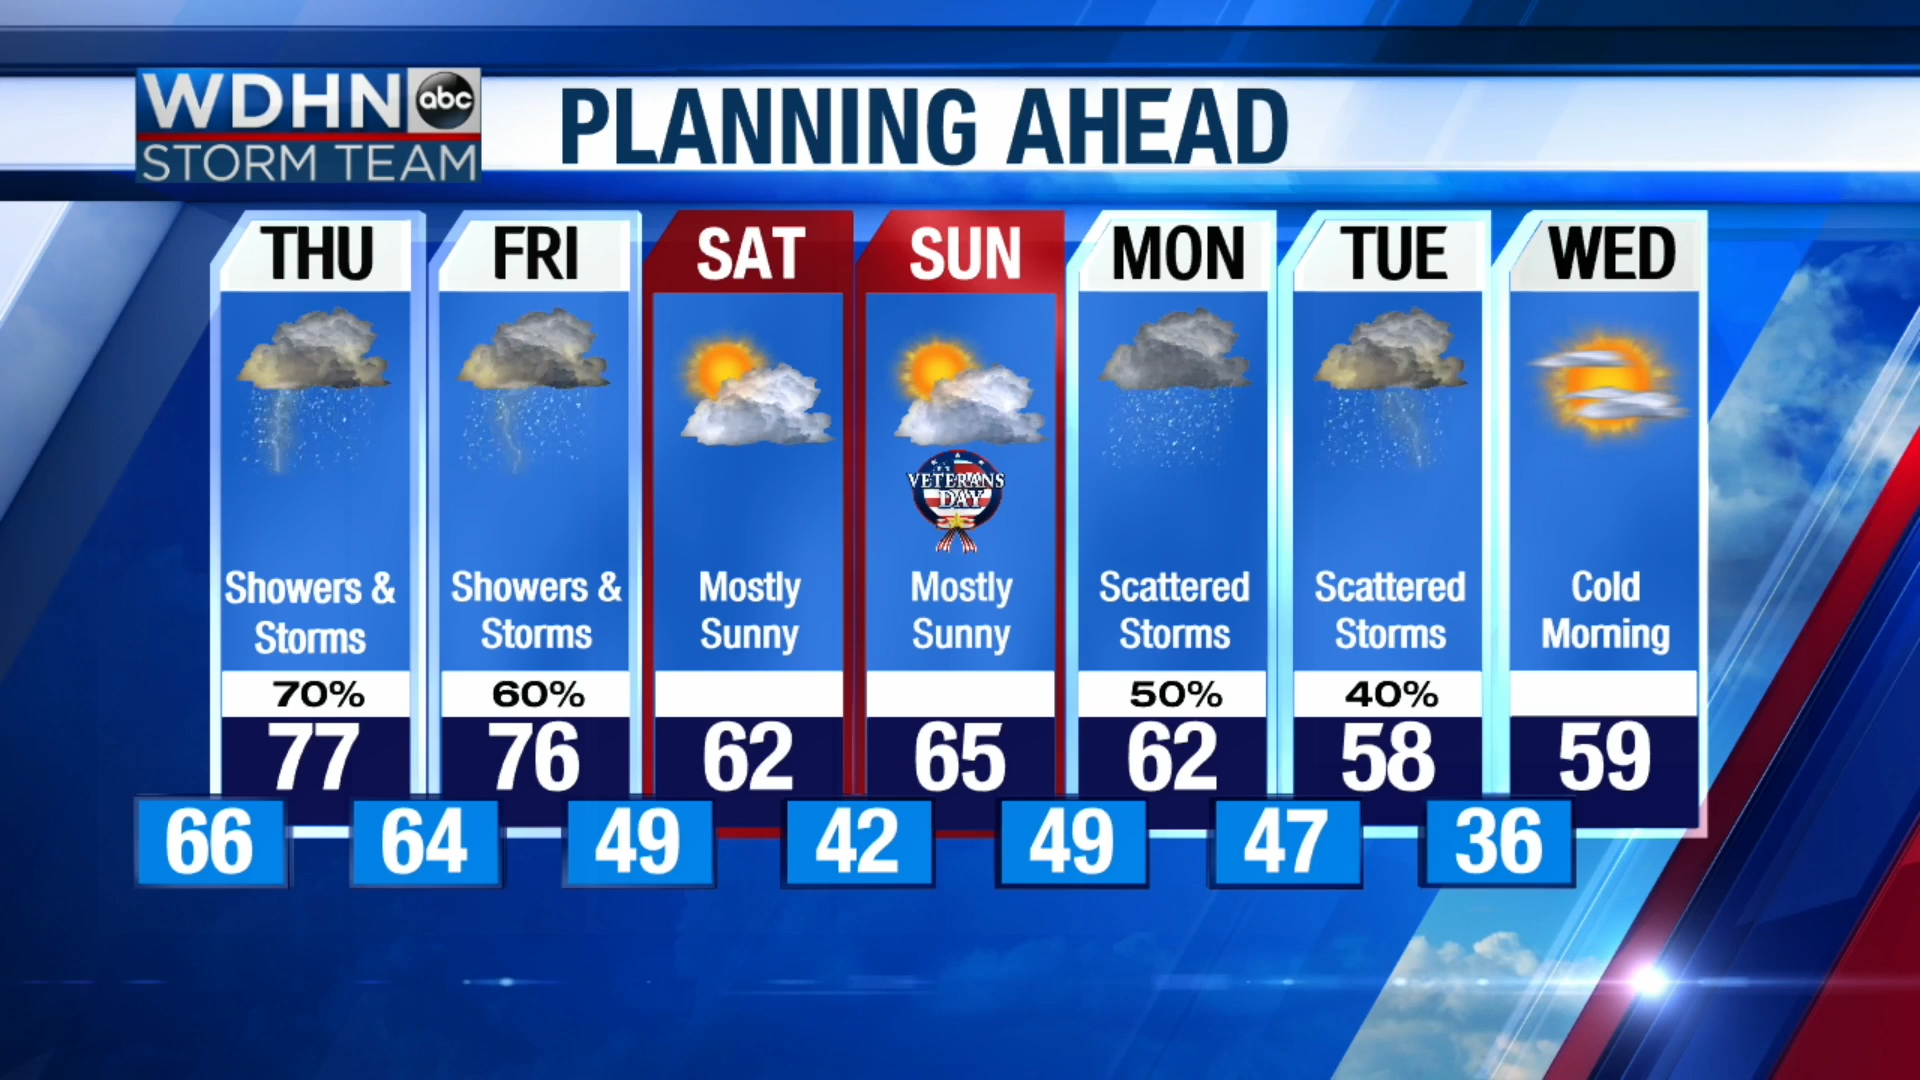 WDHN abc
STORM TEAM
PLANNING AHEAD
THU FRI SAT SUN MON TUE WED
VETERANS
DAY
Showers & Showers & Mostly Mostly Scattered Scattered Cold
Storms Storms Sunny Sunny Storms Storms Morning
70% 60% 50% 40%
77 76 62 65 62 58 59
66 64 49 42 49 47 36